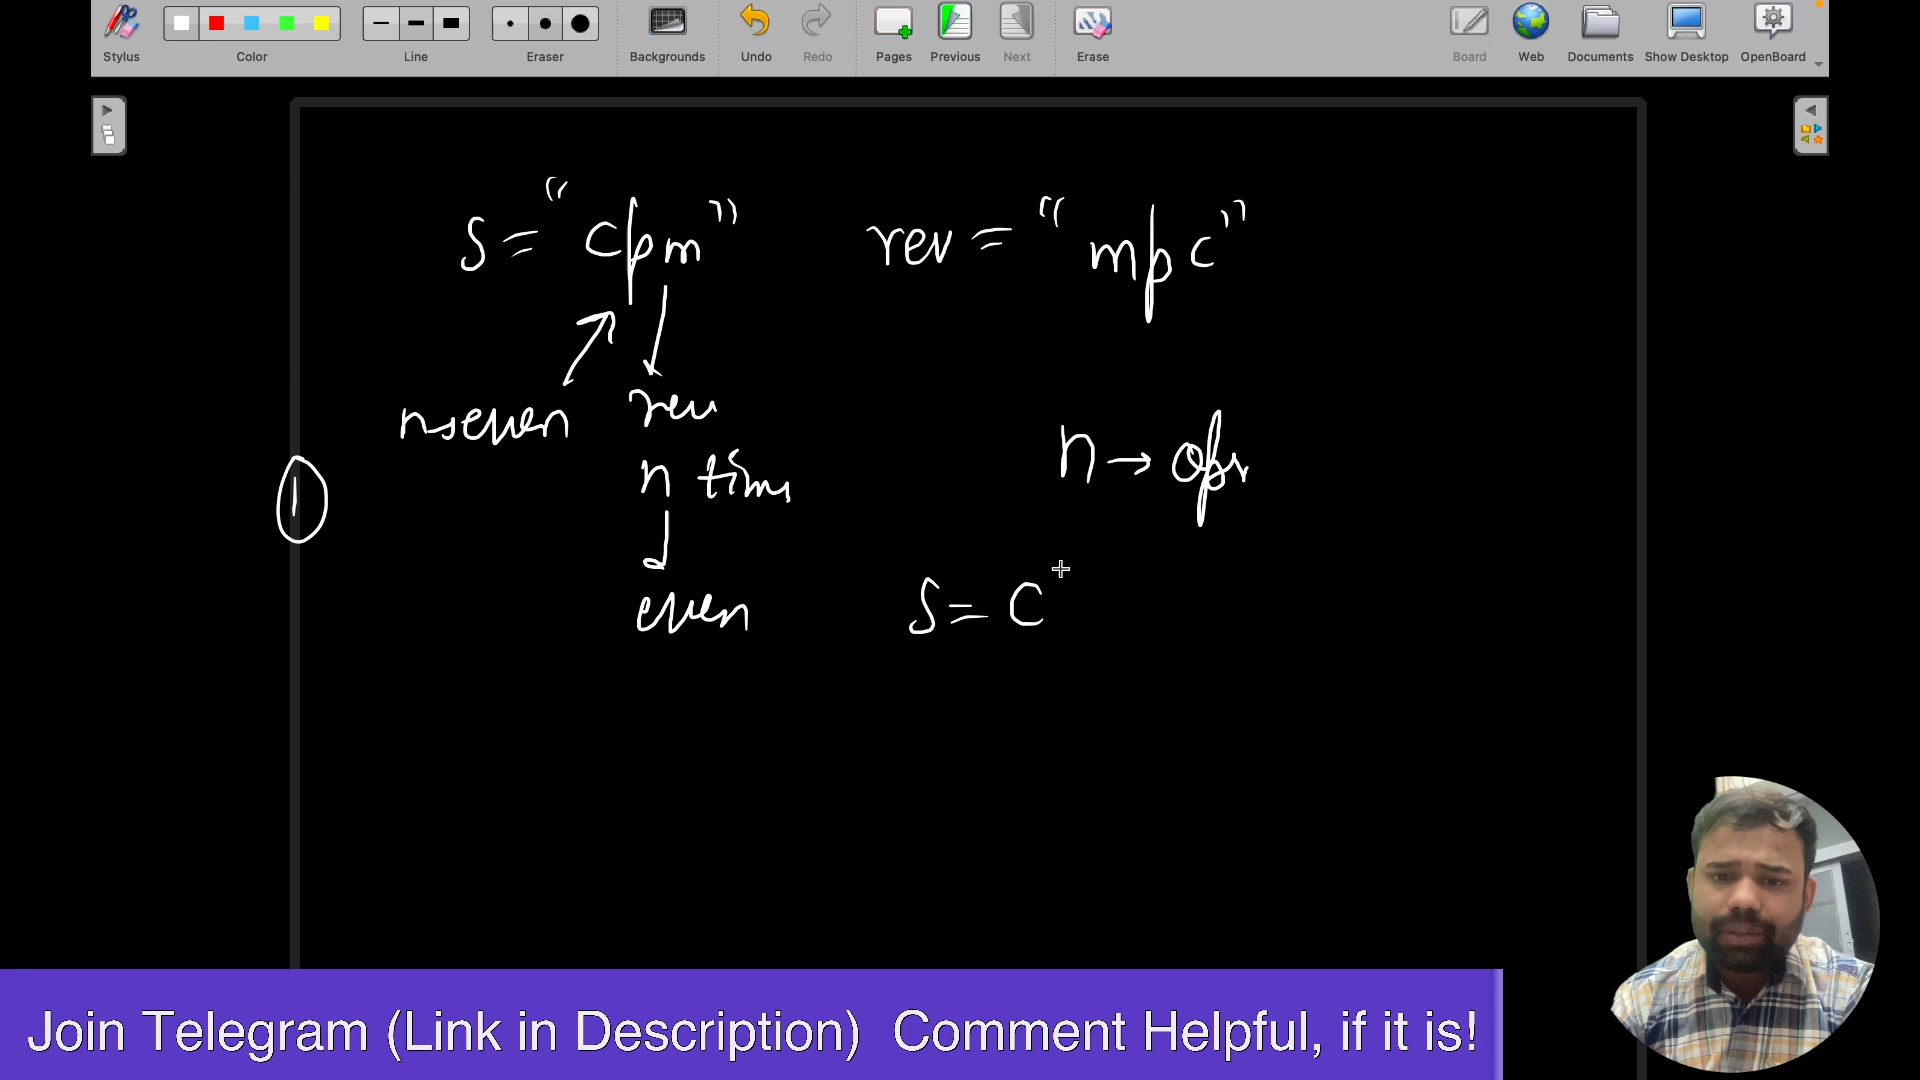 Stylus Color Line Eraser Backgrounds Undo Redo Pages Previous Next Erase Board Web Documents Show Desktop OpenBoard
S = "cpm" rev = "mpc"
n→even rev
n times
n → ops
1
even
S = C
Join Telegram (Link in Description) Comment Helpful, if it is!